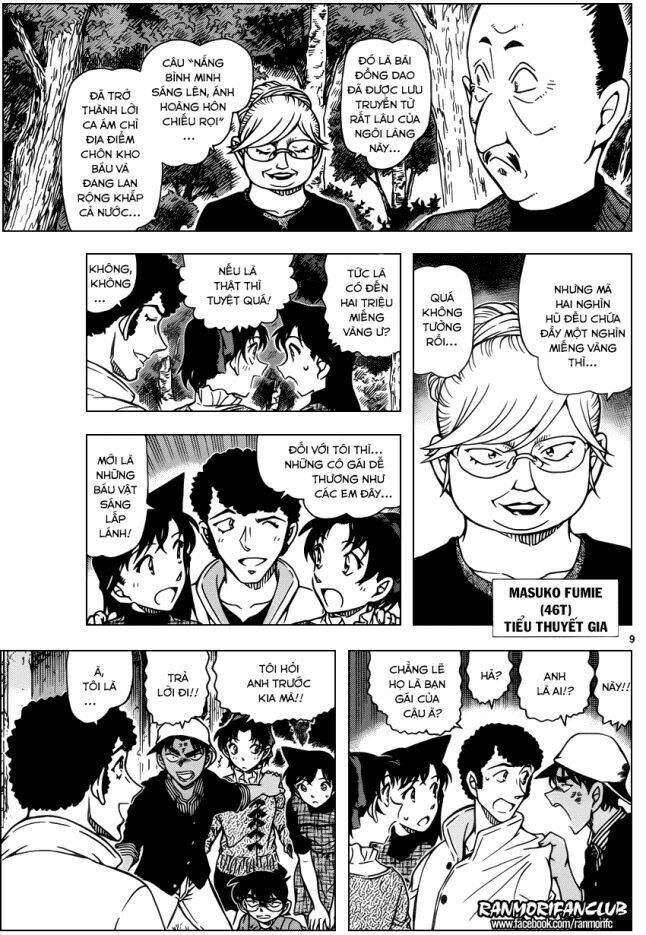 ĐÓ LÀ BÀI
ĐỒNG DAO
ĐÃ ĐƯỢC LƯU
TRUYỀN TỪ
RẤT LÂU CỦA
NGÔI LÀNG
NÀY...
CÂU "NẮNG
BÌNH MINH
SÁNG LÊN, ÁNH
HOÀNG HÔN
CHIẾU RỌI"
...
ĐÃ TRỞ
THÀNH LỜI
CA ÁM CHỈ
ĐỊA ĐIỂM
CHÔN KHO
BÁU VÀ
ĐANG LAN
RỘNG KHẮP
CẢ NƯỚC...
NHƯNG MÀ
HAI NGHÌN
HŨ ĐỀU CHỨA
ĐẦY MỘT NGHÌN
MIẾNG VÀNG
THÌ...
QUÁ
KHÔNG
TƯỞNG
RỒI...
MASUKO FUMIE
(46T)
TIỂU THUYẾT GIA
TỨC LÀ
CÓ ĐẾN
HAI TRIỆU
MIẾNG
VÀNG Ư?
NẾU LÀ
THẬT THÌ
TUYỆT QUÁ!
KHÔNG,
KHÔNG
...
ĐỐI VỚI TÔI THÌ...
NHỮNG CÔ GÁI DỄ
THƯƠNG NHƯ
CÁC EM ĐÂY...
MỚI LÀ
NHỮNG
BÁU VẬT
SÁNG
LẤP
LÁNH!
9
NÀY!!
ANH
LÀ AI!?
HẢ?
CHẲNG LẼ
HỌ LÀ BẠN
GÁI CỦA
CẬU À?
TÔI HỎI
ANH TRƯỚC
KIA MÀ!!
TRẢ
LỜI ĐI!!
À,
TÔI LÀ
...
RANMORIFANCLUB
www.facebook.com/ranmorifc